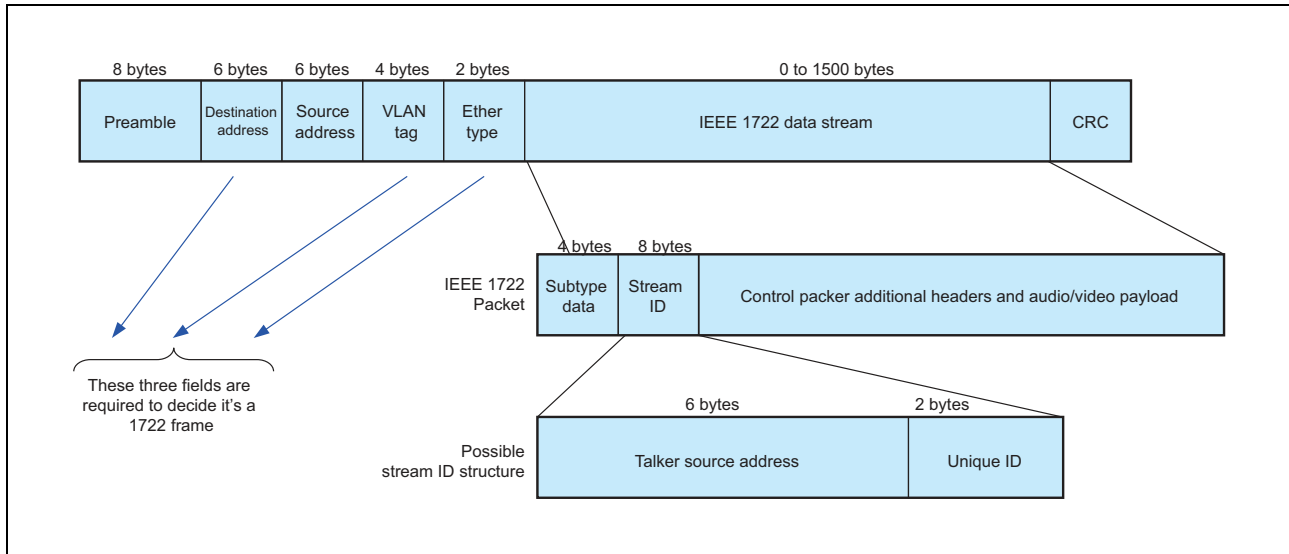 8 bytes
6 bytes
6 bytes
4 bytes
2 bytes
0 to 1500 bytes
Preamble
Destination
address
Source
address
VLAN
tag
Ether
type
IEEE 1722 data stream
CRC
4 bytes
8 bytes
IEEE 1722
Packet
Subtype
data
Stream
ID
Control packer additional headers and audio/video payload
These three fields are
required to decide it's a
1722 frame
6 bytes
2 bytes
Possible
stream ID structure
Talker source address
Unique ID